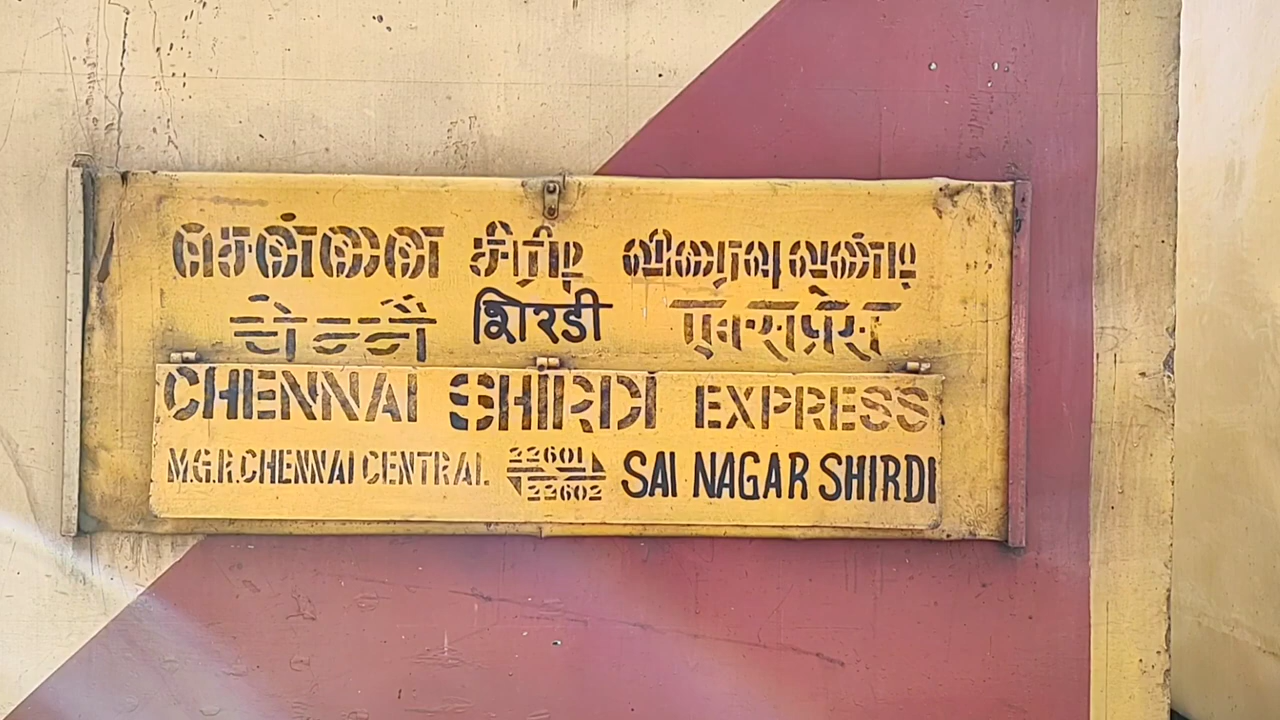 சென்னை சீரடி விரைவுவண்டி
चेन्नै शिरडी एक्सप्रेस
CHENNAI SHIRDI EXPRESS
M.G.R.CHENNAI CENTRAL 22601 22602 SAI NAGAR SHIRDI